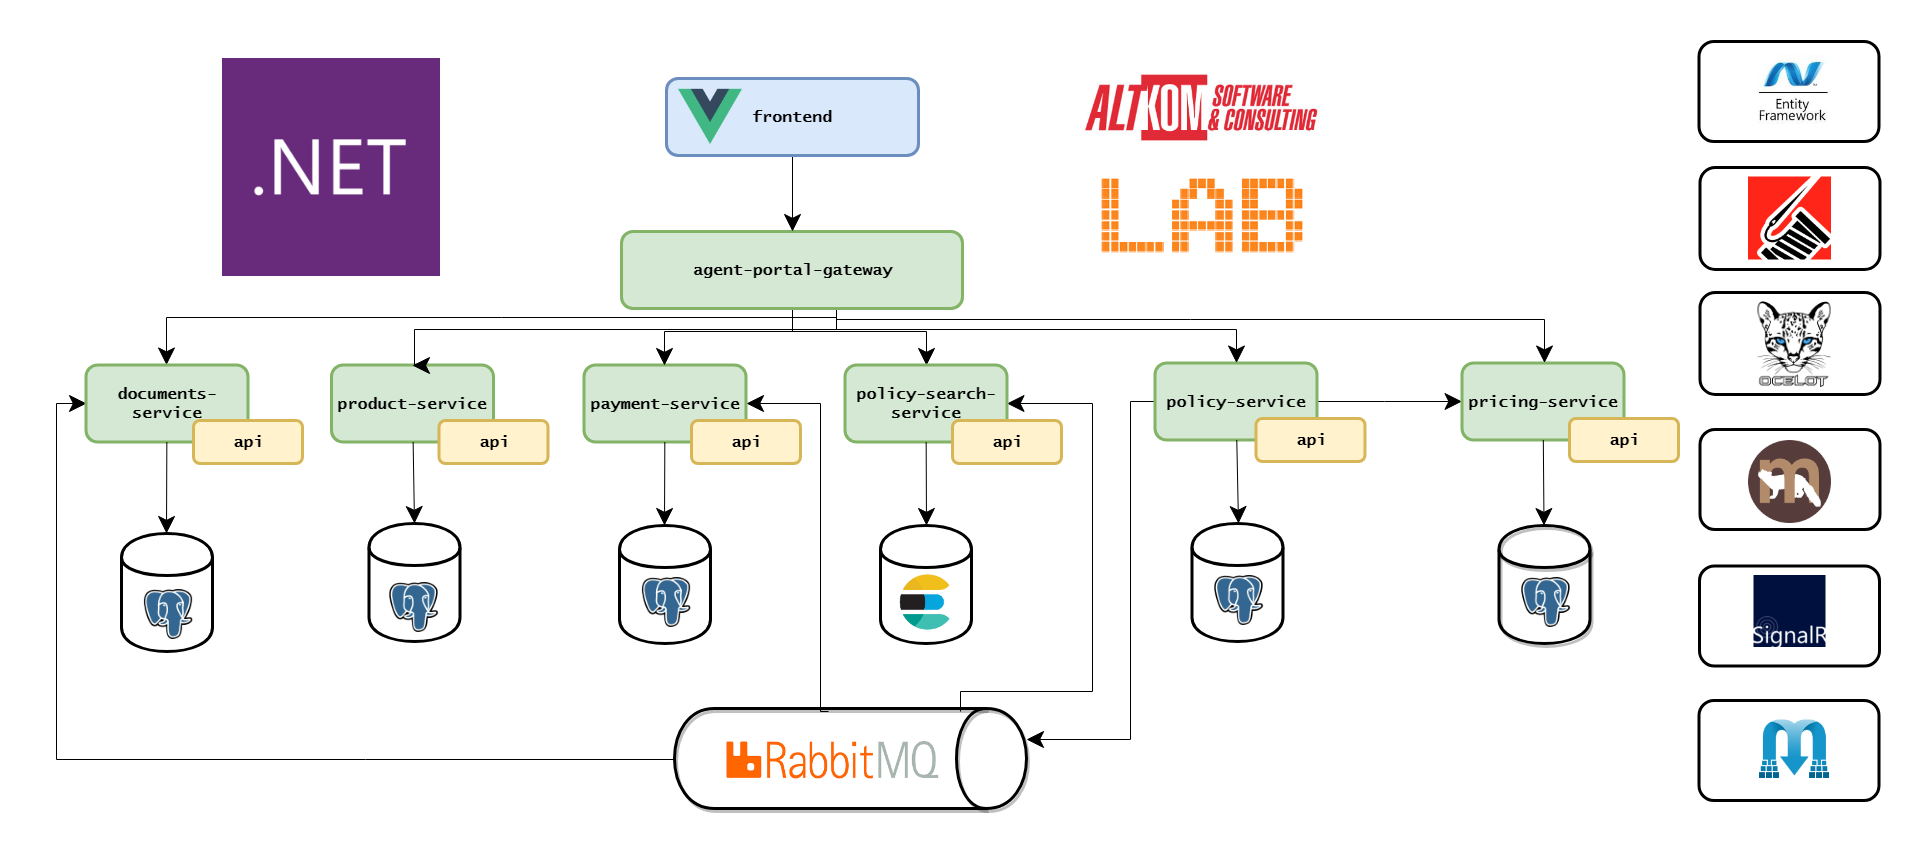 .NET
frontend
ALTKOM SOFTWARE
& CONSULTING
LAB
agent-portal-gateway
documents-
service
api
product-service
api
payment-service
api
policy-search-
service
api
policy-service
api
pricing-service
api
RabbitMQ
Entity
Framework
OCELOT
m
SignalR